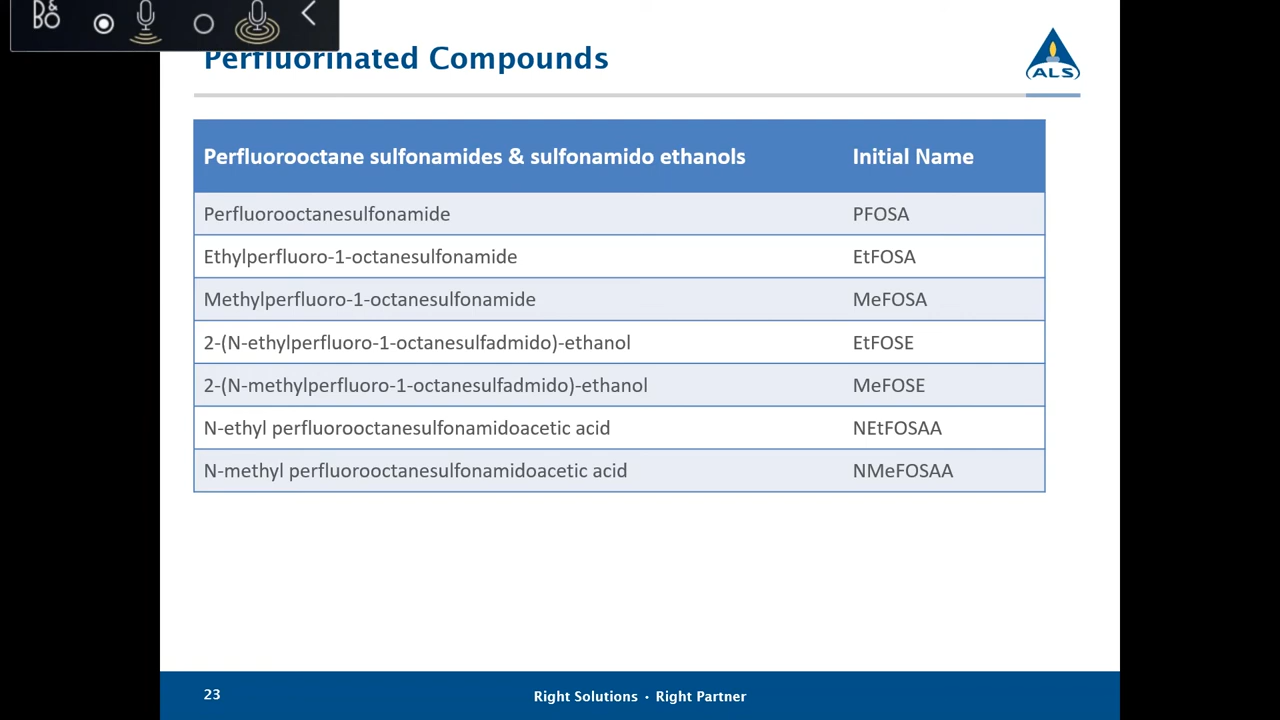 B&O
Perfluorinated Compounds
ALS
Perfluorooctane sulfonamides & sulfonamido ethanols Initial Name
Perfluorooctanesulfonamide PFOSA
Ethylperfluoro-1-octanesulfonamide EtFOSA
Methylperfluoro-1-octanesulfonamide MeFOSA
2-(N-ethylperfluoro-1-octanesulfadmido)-ethanol EtFOSE
2-(N-methylperfluoro-1-octanesulfadmido)-ethanol MeFOSE
N-ethyl perfluorooctanesulfonamidoacetic acid NEtFOSAA
N-methyl perfluorooctanesulfonamidoacetic acid NMeFOSAA
23 Right Solutions · Right Partner